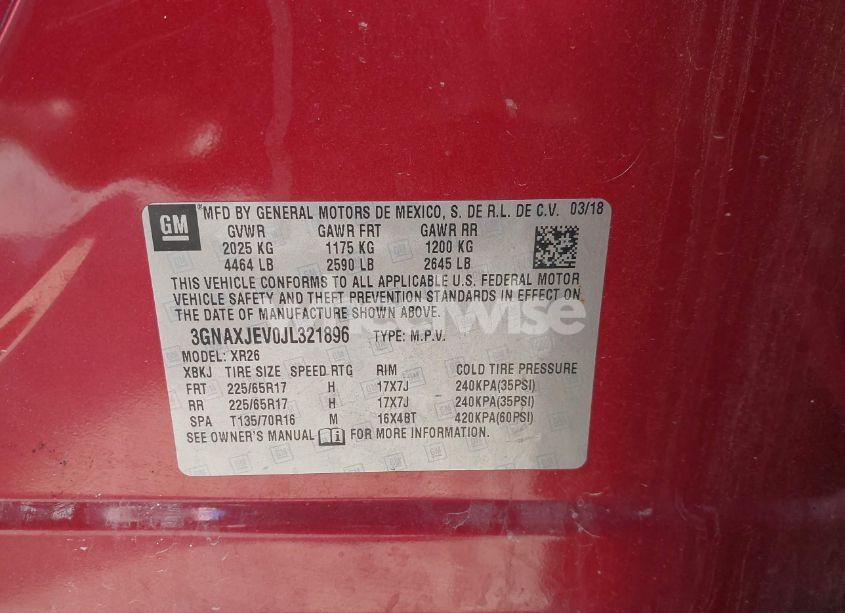 GM
MFD BY GENERAL MOTORS DE MEXICO, S. DE R.L. DE C.V. 03/18
GVWR GAWR FRT GAWR RR
2025 KG 1175 KG 1200 KG
4464 LB 2590 LB 2645 LB
THIS VEHICLE CONFORMS TO ALL APPLICABLE U.S. FEDERAL MOTOR
VEHICLE SAFETY AND THEFT PREVENTION STANDARDS IN EFFECT ON
THE DATE OF MANUFACTURE SHOWN ABOVE.
3GNAXJEV0JL321896 TYPE: M.P.V.
MODEL: XR26
XBKJ TIRE SIZE SPEED RTG RIM COLD TIRE PRESSURE
FRT 225/65R17 H 17X7J 240KPA(35PSI)
RR 225/65R17 H 17X7J 240KPA(35PSI)
SPA T135/70R16 M 16X4BT 420KPA(60PSI)
SEE OWNER'S MANUAL FOR MORE INFORMATION.